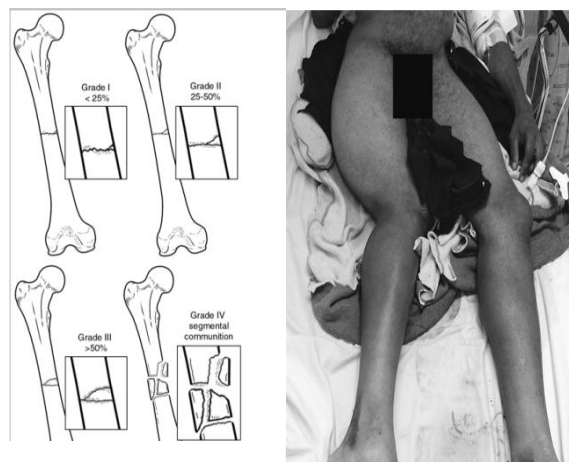 Grade I
< 25%
Grade II
25-50%
Grade III
>50%
Grade IV
segmental
communition